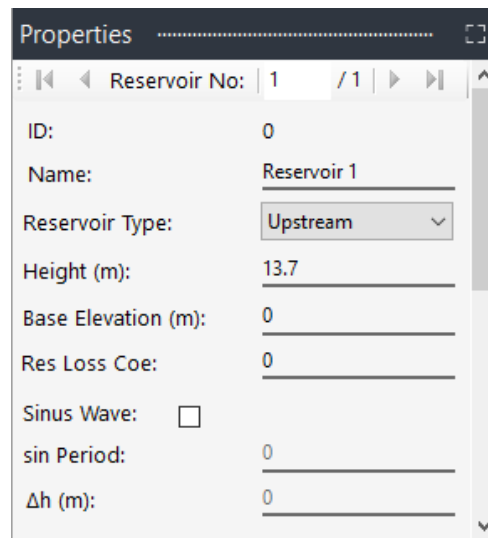 Properties
Reservoir No: 1 / 1
ID: 0
Name: Reservoir 1
Reservoir Type: Upstream
Height (m): 13.7
Base Elevation (m): 0
Res Loss Coe: 0
Sinus Wave:
sin Period: 0
Δh (m): 0